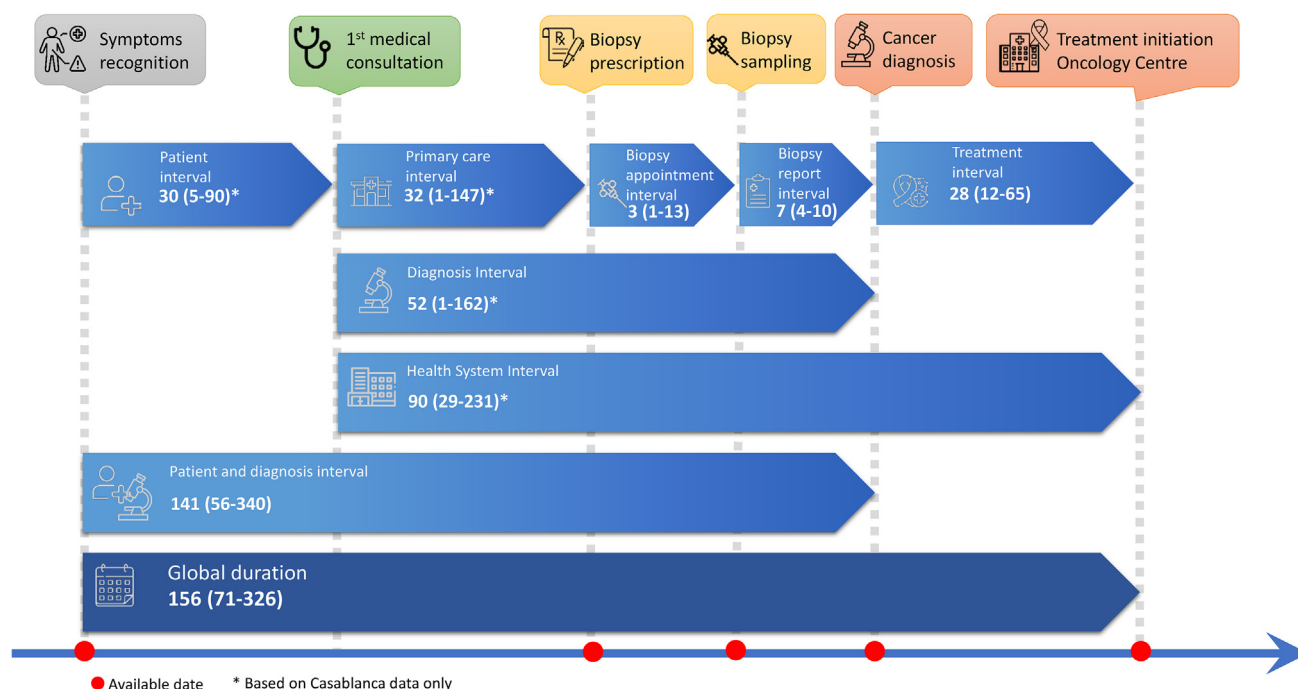 Symptoms
recognition
1st medical
consultation
Biopsy
prescription
Biopsy
sampling
Cancer
diagnosis
Treatment initiation
Oncology Centre
Patient
interval
30 (5-90)*
Primary care
interval
32 (1-147)*
Biopsy
appointment
interval
3 (1-13)
Biopsy
report
interval
7 (4-10)
Treatment
interval
28 (12-65)
Diagnosis Interval
52 (1-162)*
Health System Interval
90 (29-231)*
Patient and diagnosis interval
141 (56-340)
Global duration
156 (71-326)
Available date
* Based on Casablanca data only